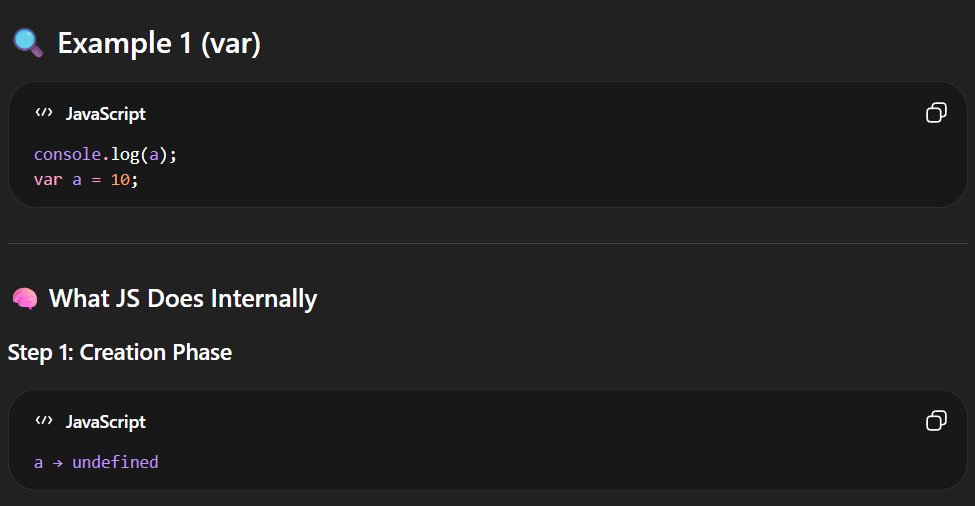 🔍 Example 1 (var)
</> JavaScript
console.log(a);
var a = 10;
🧠 What JS Does Internally
Step 1: Creation Phase
</> JavaScript
a → undefined